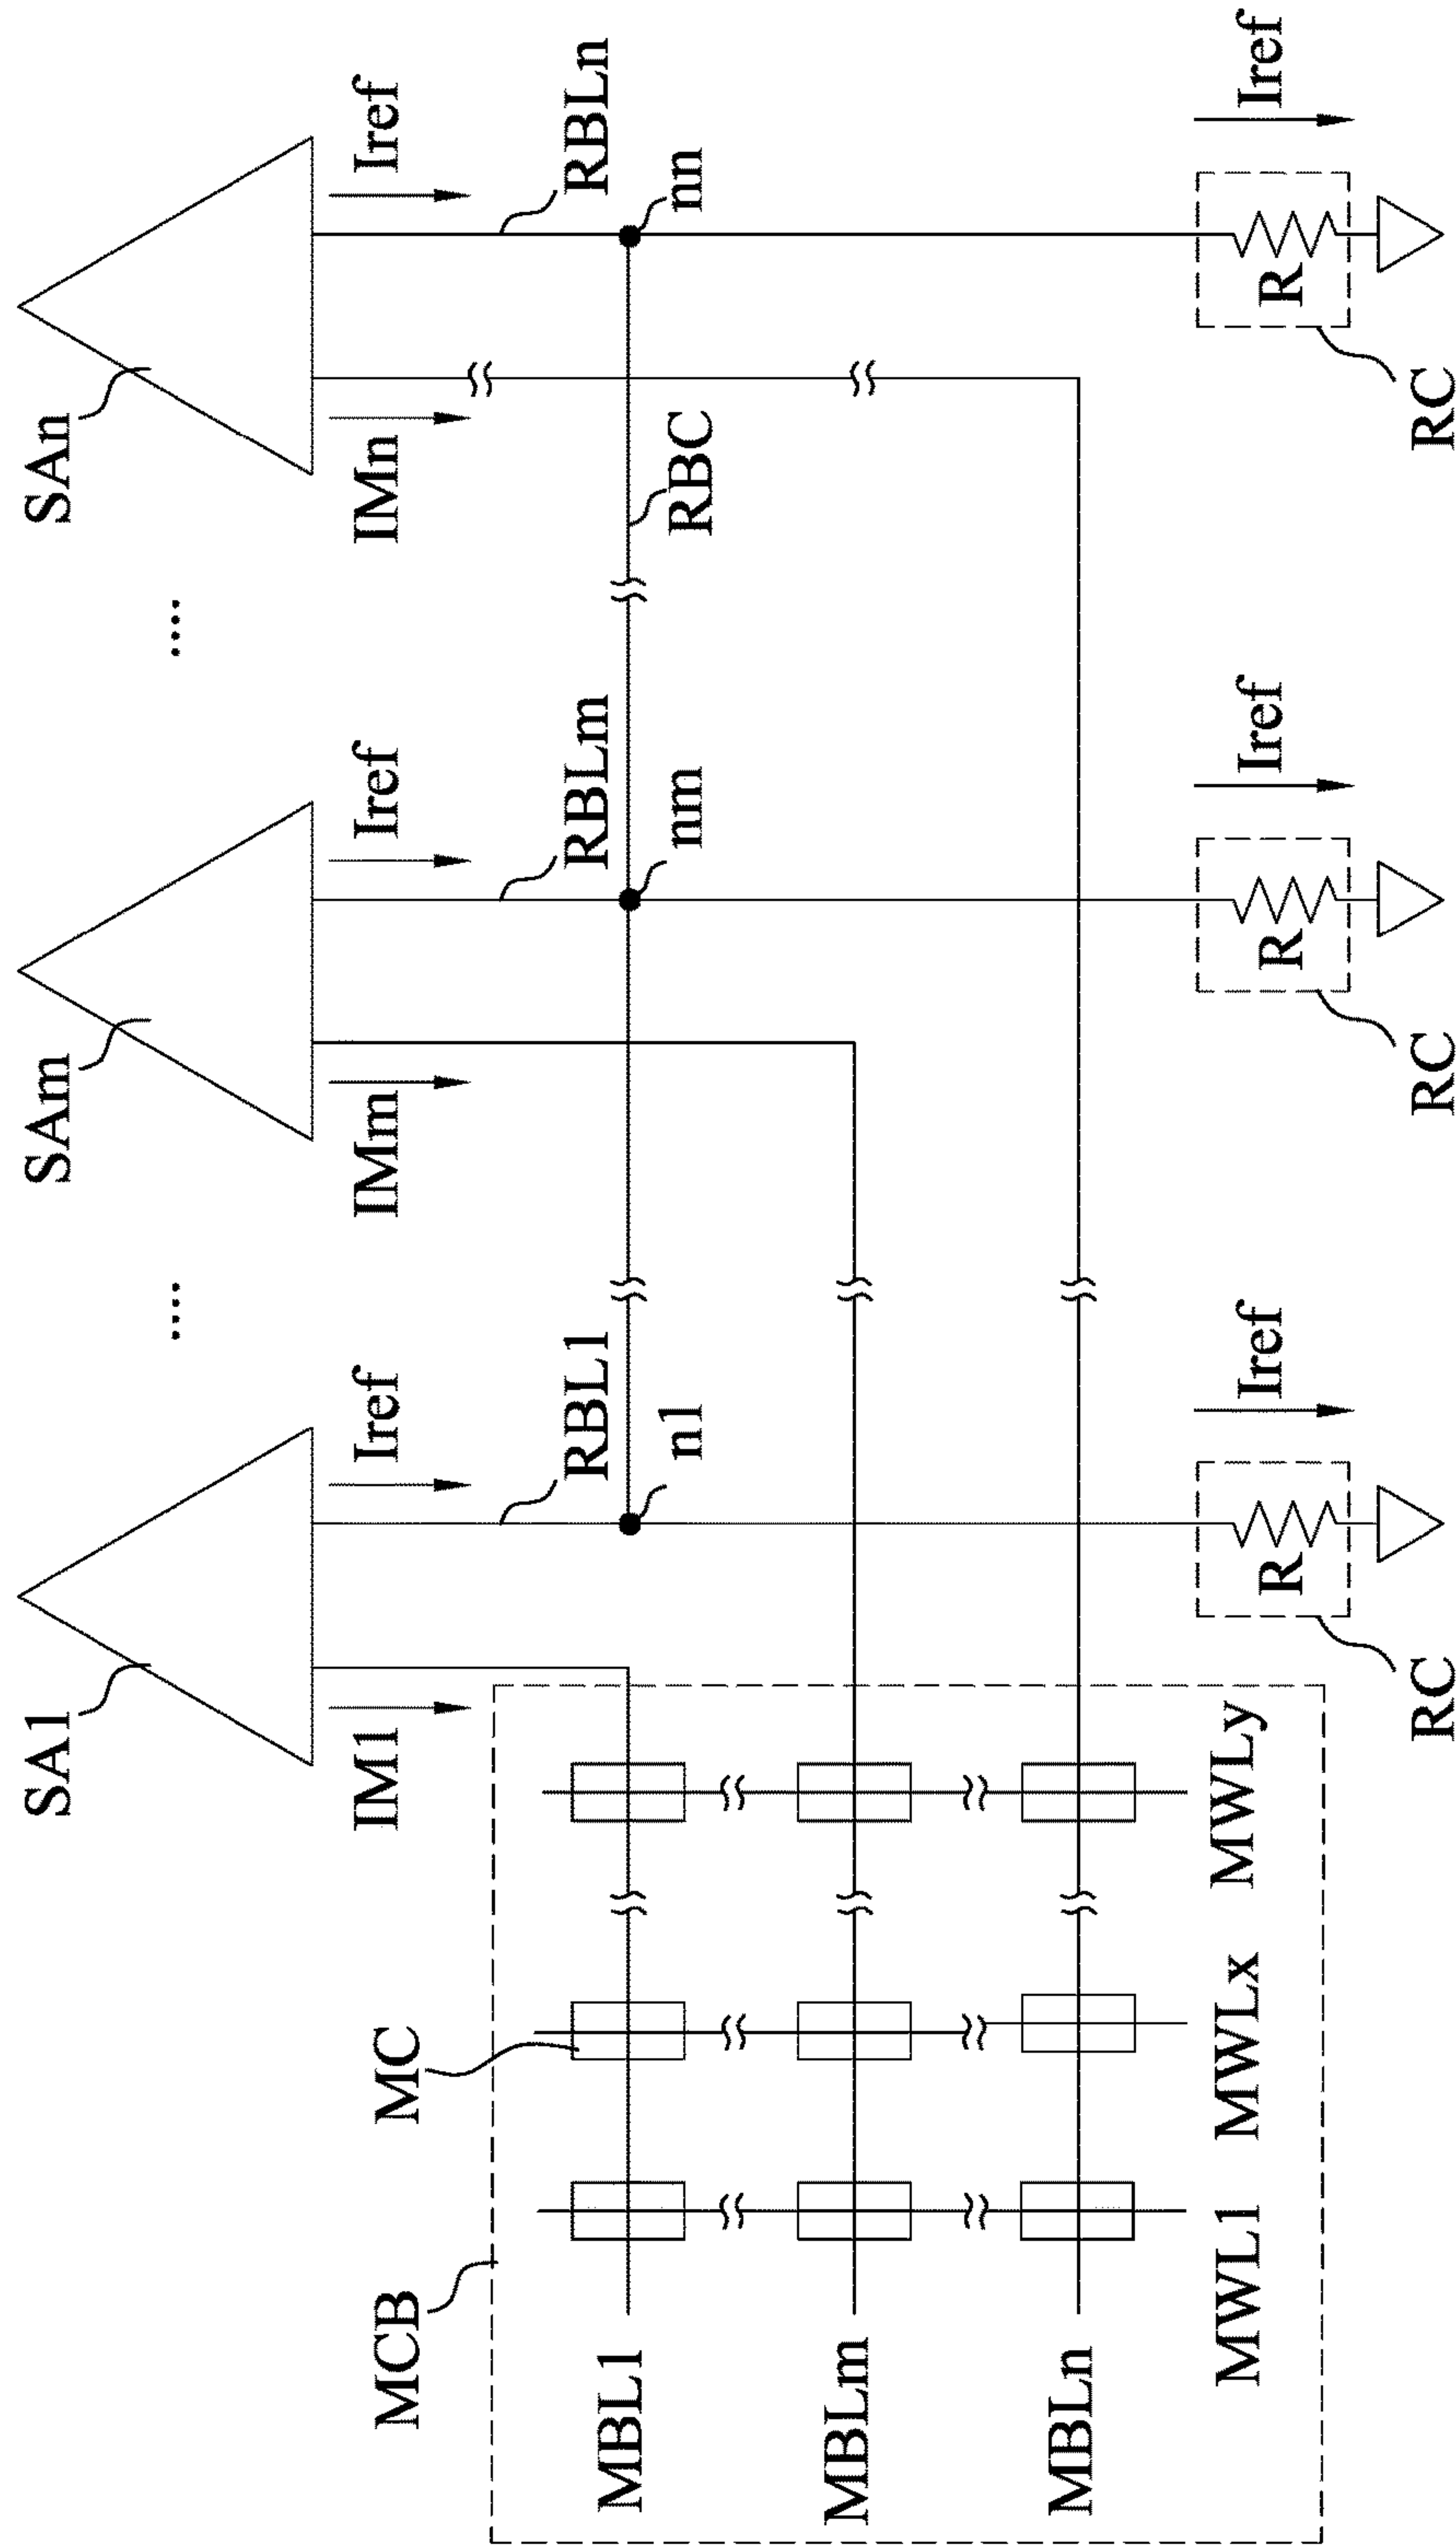 SA1
....
SAm
....
SAn
IM1
Iref
IMm
Iref
IMn
Iref
MCB
MC
RBL1
RBLm
RBLn
n1
nm
RBC
nn
MBL1
MBLm
MBLn
MWL1
MWLx
MWLy
R
Iref
R
Iref
R
Iref
RC
RC
RC